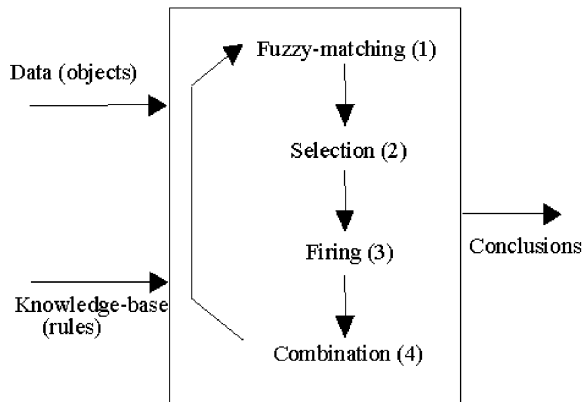 Fuzzy-matching (1)
Data (objects)
Selection (2)
Firing (3)
Conclusions
Knowledge-base
(rules)
Combination (4)